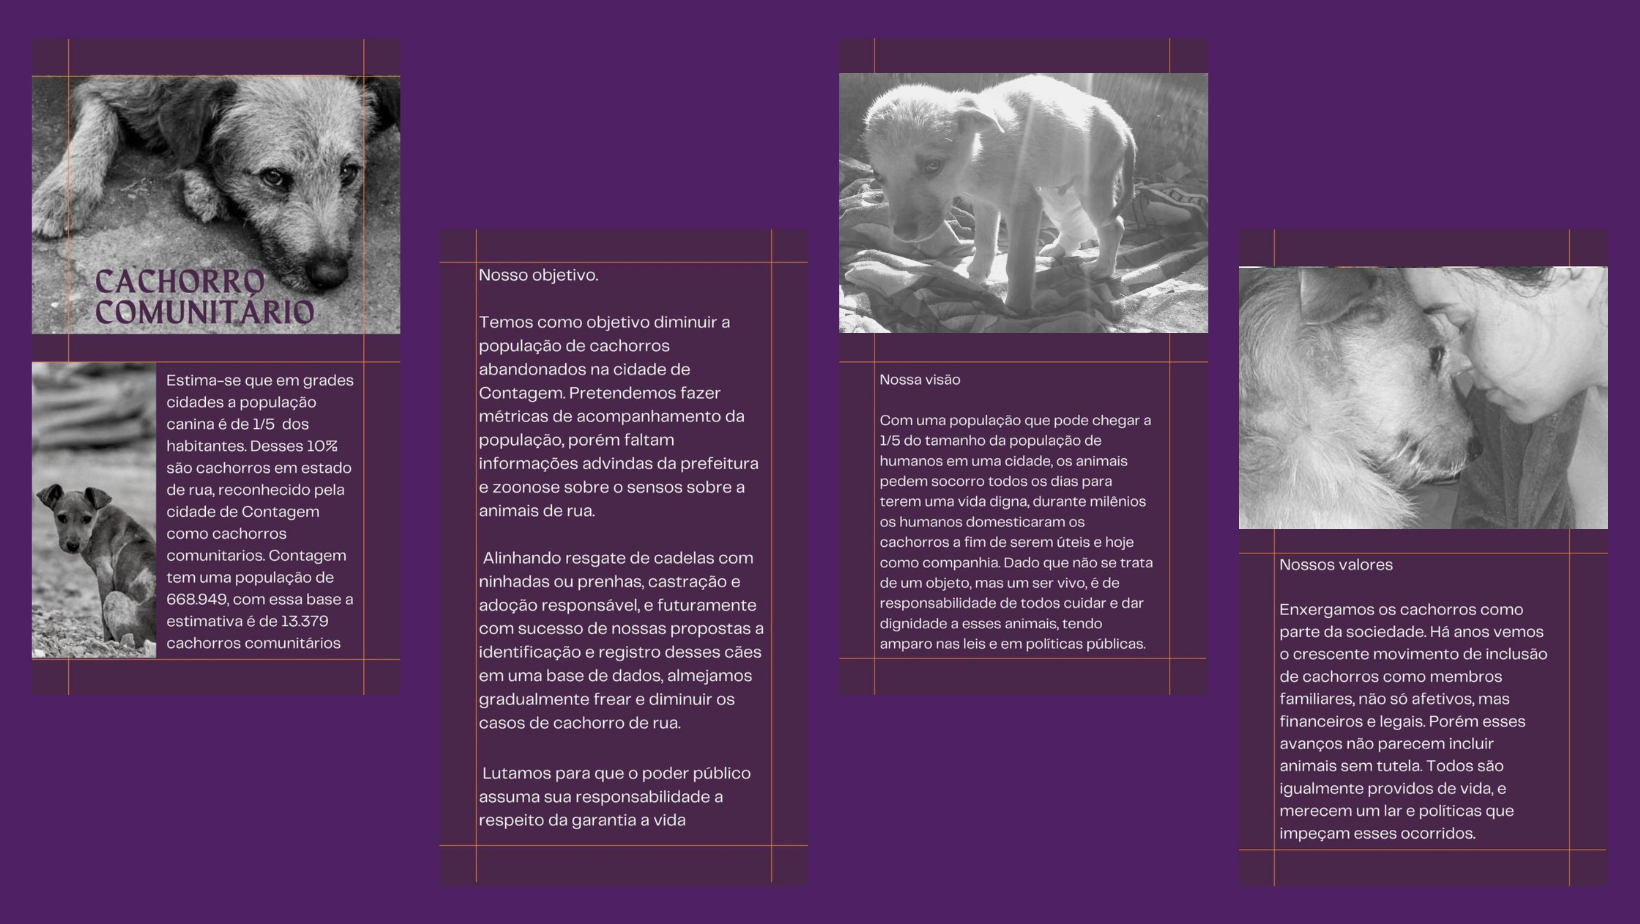 CACHORRO
COMUNITÁRIO
Estima-se que em grades
cidades a população
canina é de 1/5 dos
habitantes. Desses 10%
são cachorros em estado
de rua, reconhecido pela
cidade de Contagem
como cachorros
comunitarios. Contagem
tem uma população de
668.949, com essa base a
estimativa é de 13.379
cachorros comunitários
Nosso objetivo.
Temos como objetivo diminuir a
população de cachorros
abandonados na cidade de
Contagem. Pretendemos fazer
métricas de acompanhamento da
população, porém faltam
informações advindas da prefeitura
e zoonose sobre o sensos sobre a
animais de rua.
Alinhando resgate de cadelas com
ninhadas ou prenhas, castração e
adoção responsável, e futuramente
com sucesso de nossas propostas a
identificação e registro desses cães
em uma base de dados, almejamos
gradualmente frear e diminuir os
casos de cachorro de rua.
Lutamos para que o poder público
assuma sua responsabilidade a
respeito da garantia a vida
Nossa visão
Com uma população que pode chegar a
1/5 do tamanho da população de
humanos em uma cidade, os animais
pedem socorro todos os dias para
terem uma vida digna, durante milênios
os humanos domesticaram os
cachorros a fim de serem úteis e hoje
como companhia. Dado que não se trata
de um objeto, mas um ser vivo, é de
responsabilidade de todos cuidar e dar
dignidade a esses animais, tendo
amparo nas leis e em políticas públicas.
Nossos valores
Enxergamos os cachorros como
parte da sociedade. Há anos vemos
o crescente movimento de inclusão
de cachorros como membros
familiares, não só afetivos, mas
financeiros e legais. Porém esses
avanços não parecem incluir
animais sem tutela. Todos são
igualmente providos de vida, e
merecem um lar e políticas que
impeçam esses ocorridos.